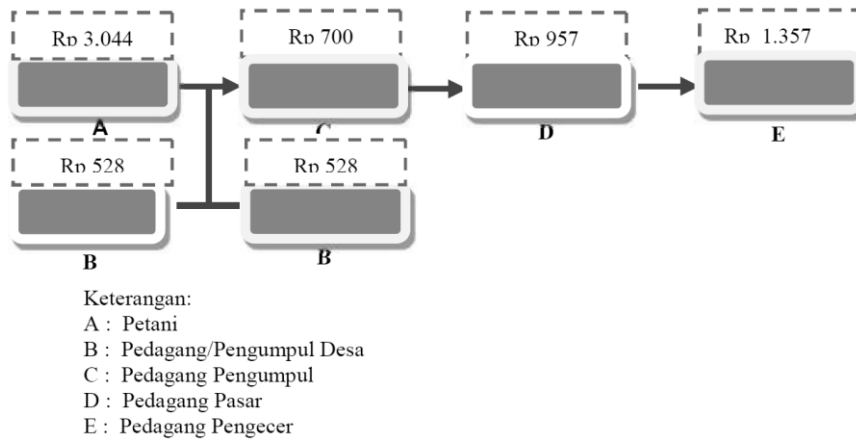 Rp 3.044
Rp 700
Rp 957
Rp 1.357
A
C
D
E
Rp 528
Rp 528
B
B
Keterangan:
A : Petani
B : Pedagang/Pengumpul Desa
C : Pedagang Pengumpul
D : Pedagang Pasar
E : Pedagang Pengecer